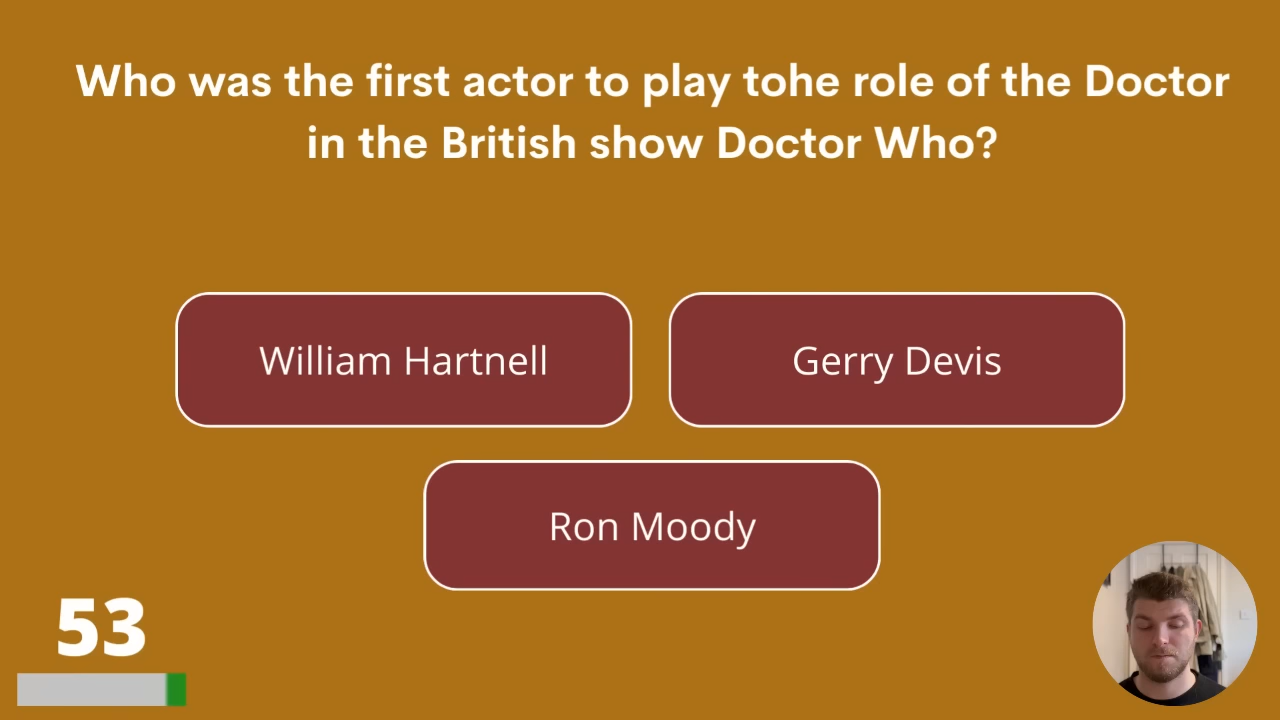 Who was the first actor to play tohe role of the Doctor
in the British show Doctor Who?
William Hartnell
Gerry Devis
Ron Moody
53